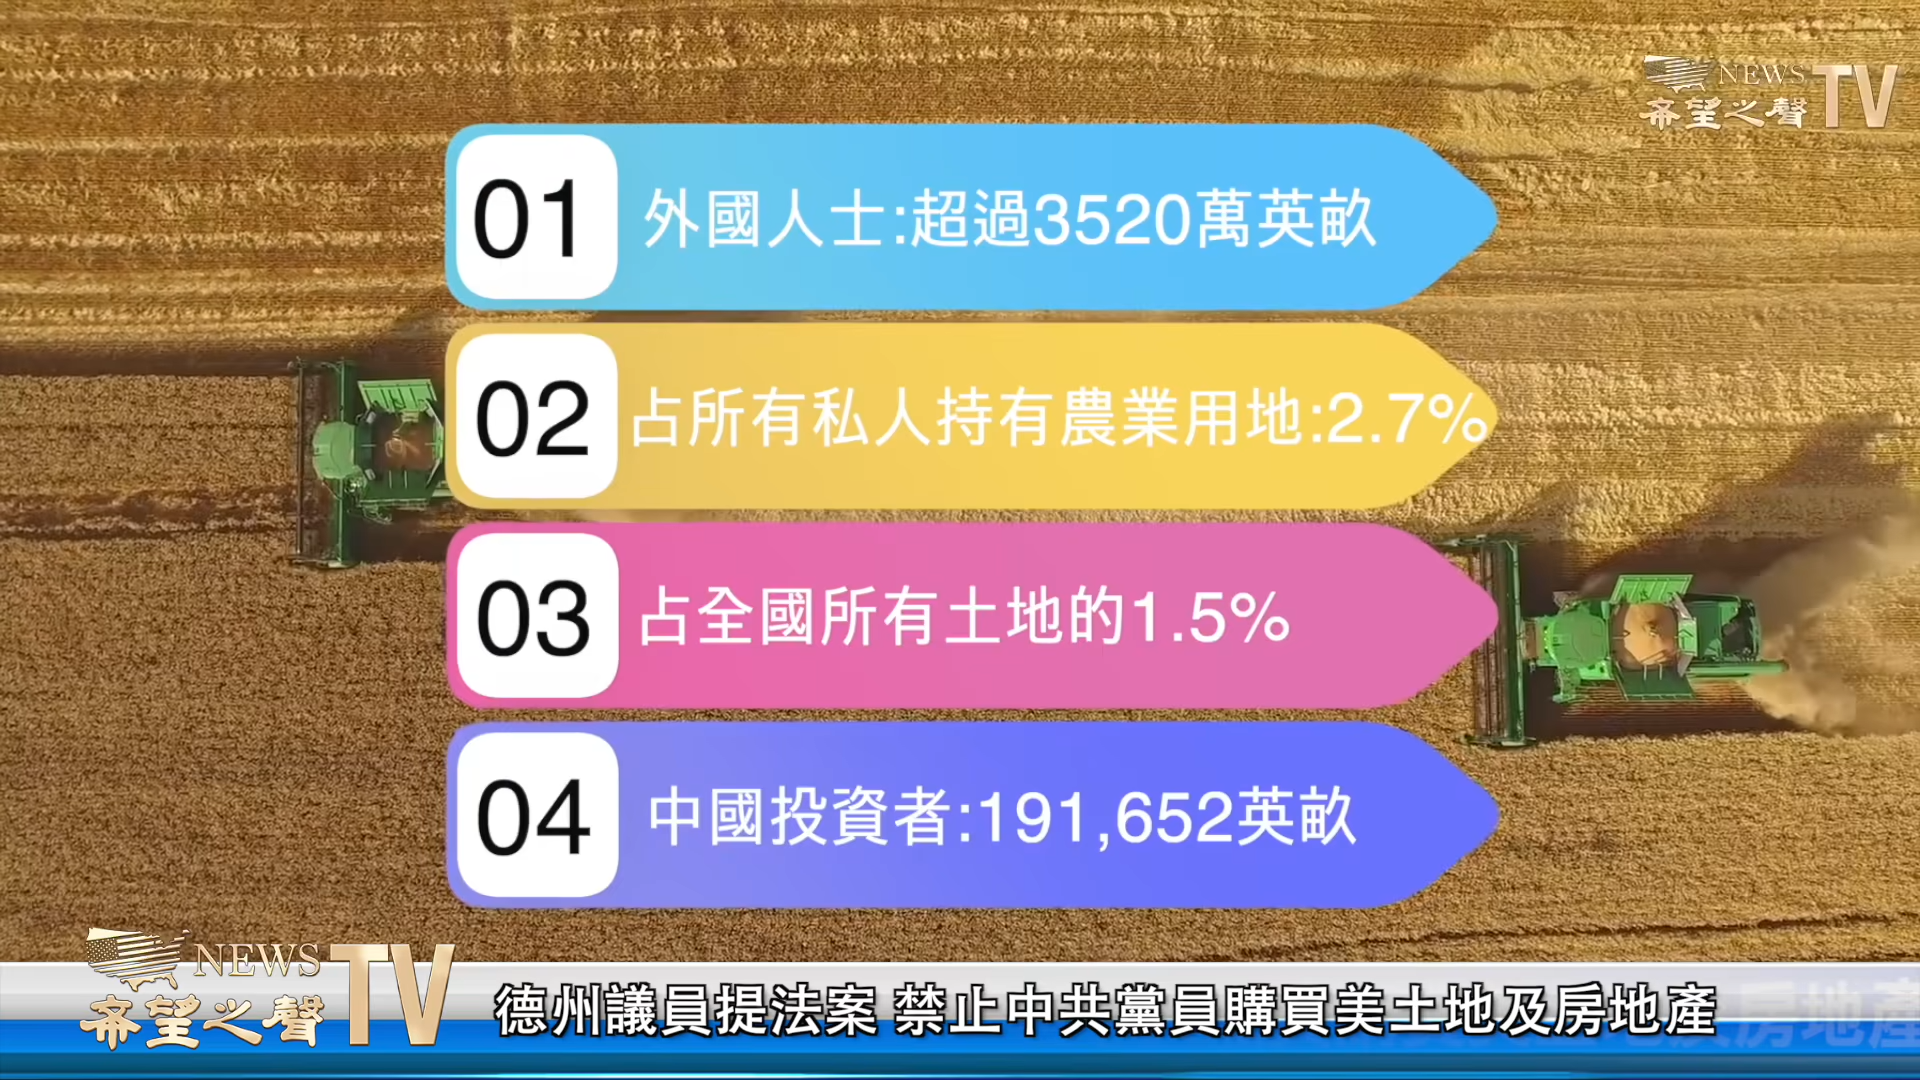 NEWS
希望之聲TV
01 外國人士:超過3520萬英畝
02 占所有私人持有農業用地:2.7%
03 占全國所有土地的1.5%
04 中國投資者:191,652英畝
NEWS
希望之聲TV
德州議員提法案 禁止中共黨員購買美土地及房地產
房地產